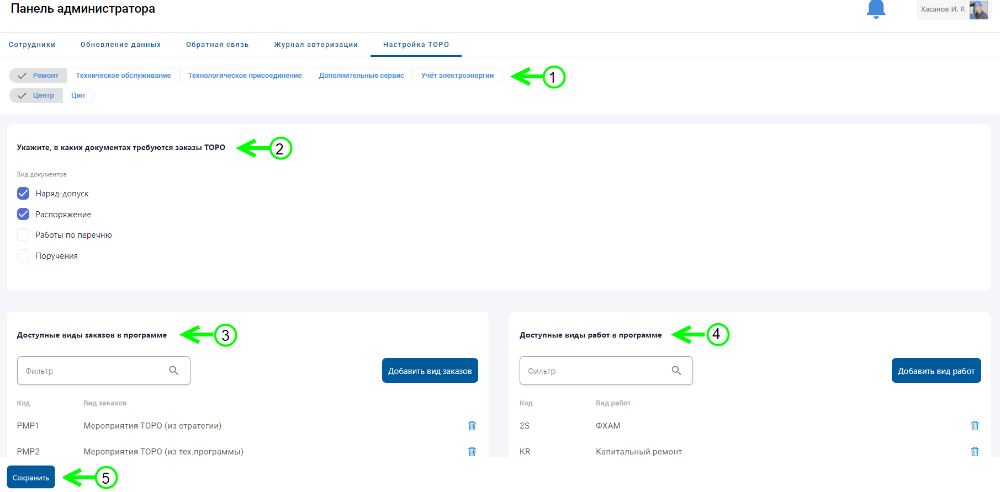 Панель администратора
Хасанов И. Р.
Сотрудники Обновление данных Обратная связь Журнал авторизации Настройка ТОРО
Ремонт Техническое обслуживание Технологическое присоединение Дополнительные сервис Учёт электроэнергии 1
Центр Цип
Укажите, в каких документах требуются заказы ТОРО 2
Вид документов
Наряд-допуск
Распоряжение
Работы по перечню
Поручения
Доступные виды заказов в программе 3
Фильтр Добавить вид заказов
Код Вид заказов
PMP1 Мероприятия ТОРО (из стратегии)
PMP2 Мероприятия ТОРО (из тех.программы)
Доступные виды работ в программе 4
Фильтр Добавить вид работ
Код Вид работ
2S ФХАМ
KR Капитальный ремонт
Сохранить 5